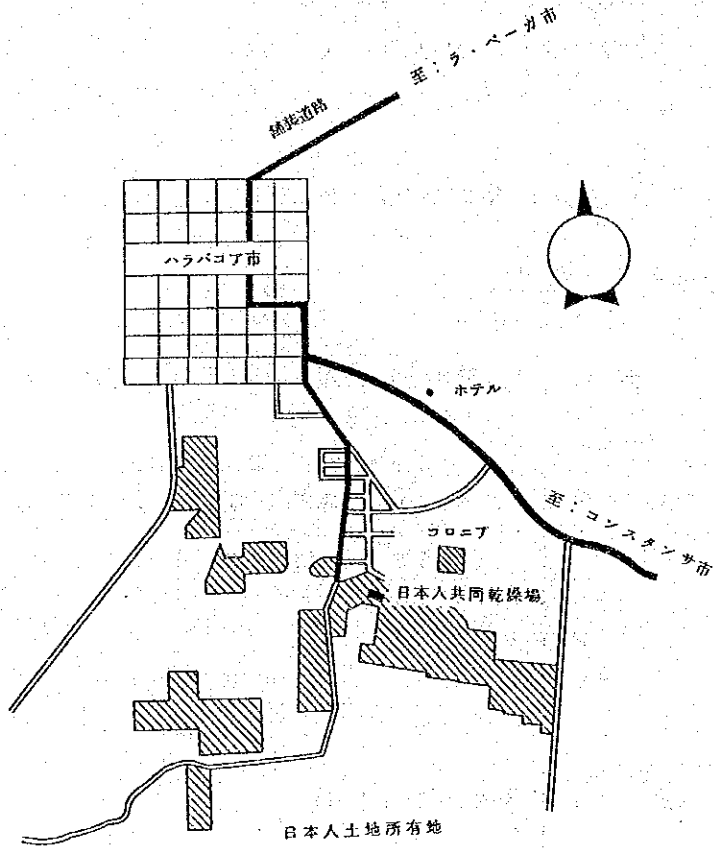 至：ラ・ベーガ市
舗装道路
ハラバコア市
ホテル
至：コンスタンサ市
コロニア
日本人共同乾燥場
日本人土地所有地